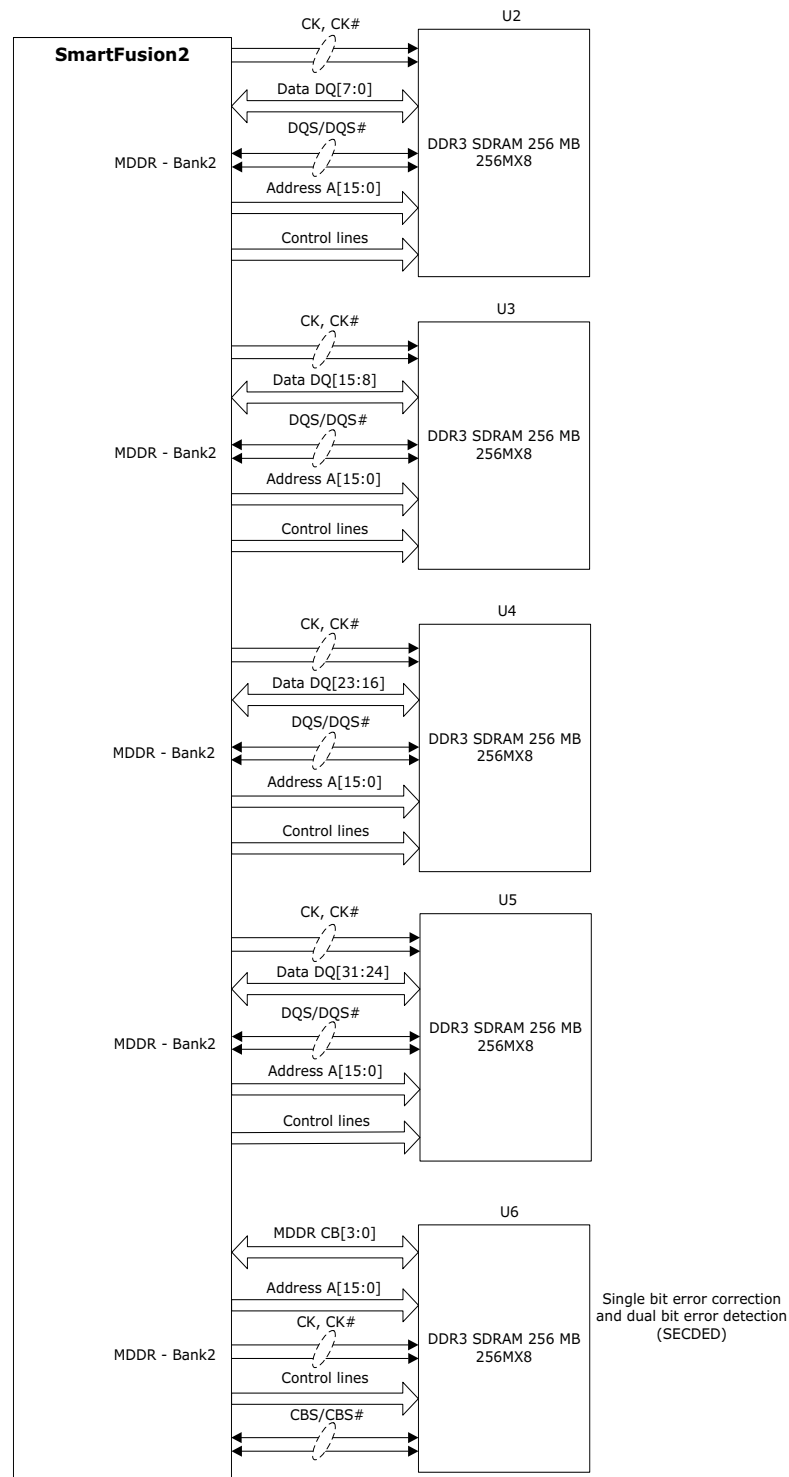 U2
CK, CK#
SmartFusion2
Data DQ[7:0]
DQS/DQS#
DDR3 SDRAM 256 MB
256MX8
MDDR - Bank2
Address A[15:0]
Control lines
U3
CK, CK#
Data DQ[15:8]
DQS/DQS#
DDR3 SDRAM 256 MB
256MX8
MDDR - Bank2
Address A[15:0]
Control lines
U4
CK, CK#
Data DQ[23:16]
DQS/DQS#
DDR3 SDRAM 256 MB
256MX8
MDDR - Bank2
Address A[15:0]
Control lines
U5
CK, CK#
Data DQ[31:24]
DQS/DQS#
DDR3 SDRAM 256 MB
256MX8
MDDR - Bank2
Address A[15:0]
Control lines
U6
MDDR CB[3:0]
Address A[15:0]
Single bit error correction
and dual bit error detection
(SECDED)
CK, CK#
DDR3 SDRAM 256 MB
256MX8
MDDR - Bank2
Control lines
CBS/CBS#